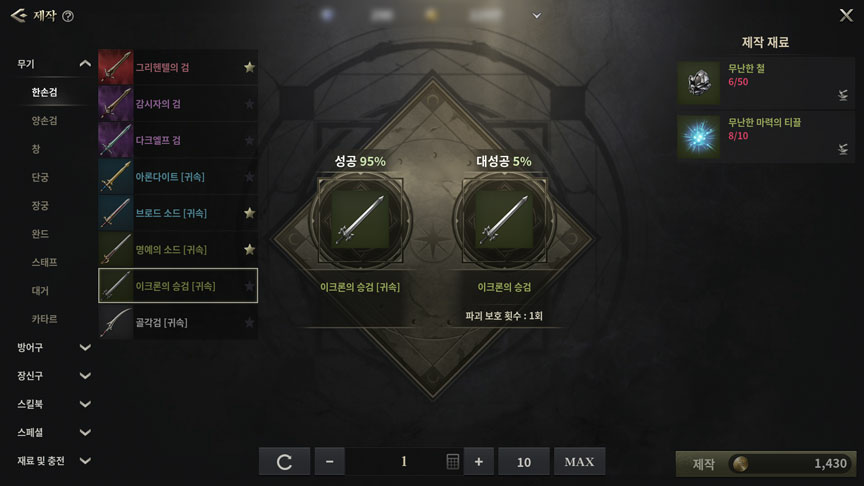 제작
무기
한손검
양손검
창
단궁
장궁
완드
스태프
대거
카타르
방어구
장신구
스킬북
스페셜
재료 및 충전
그리헨텔의 검
감시자의 검
다크엘프 검
아론다이트 [귀속]
브로드 소드 [귀속]
명예의 소드 [귀속]
이크론의 승검 [귀속]
골각검 [귀속]
성공 95%
대성공 5%
이크론의 승검 [귀속]
이크론의 승검
파괴 보호 횟수 : 1회
제작 재료
무난한 철
6/50
무난한 마력의 티끌
8/10
- 1 + 10 MAX
제작 1,430